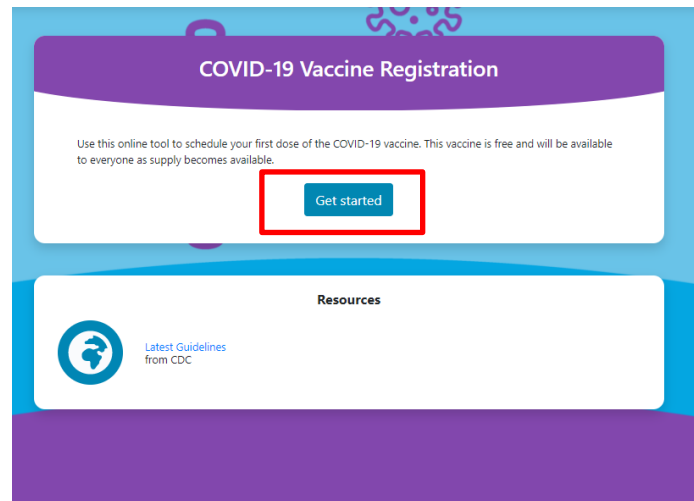 COVID-19 Vaccine Registration
Use this online tool to schedule your first dose of the COVID-19 vaccine. This vaccine is free and will be available
to everyone as supply becomes available.
Get started
Resources
Latest Guidelines
from CDC